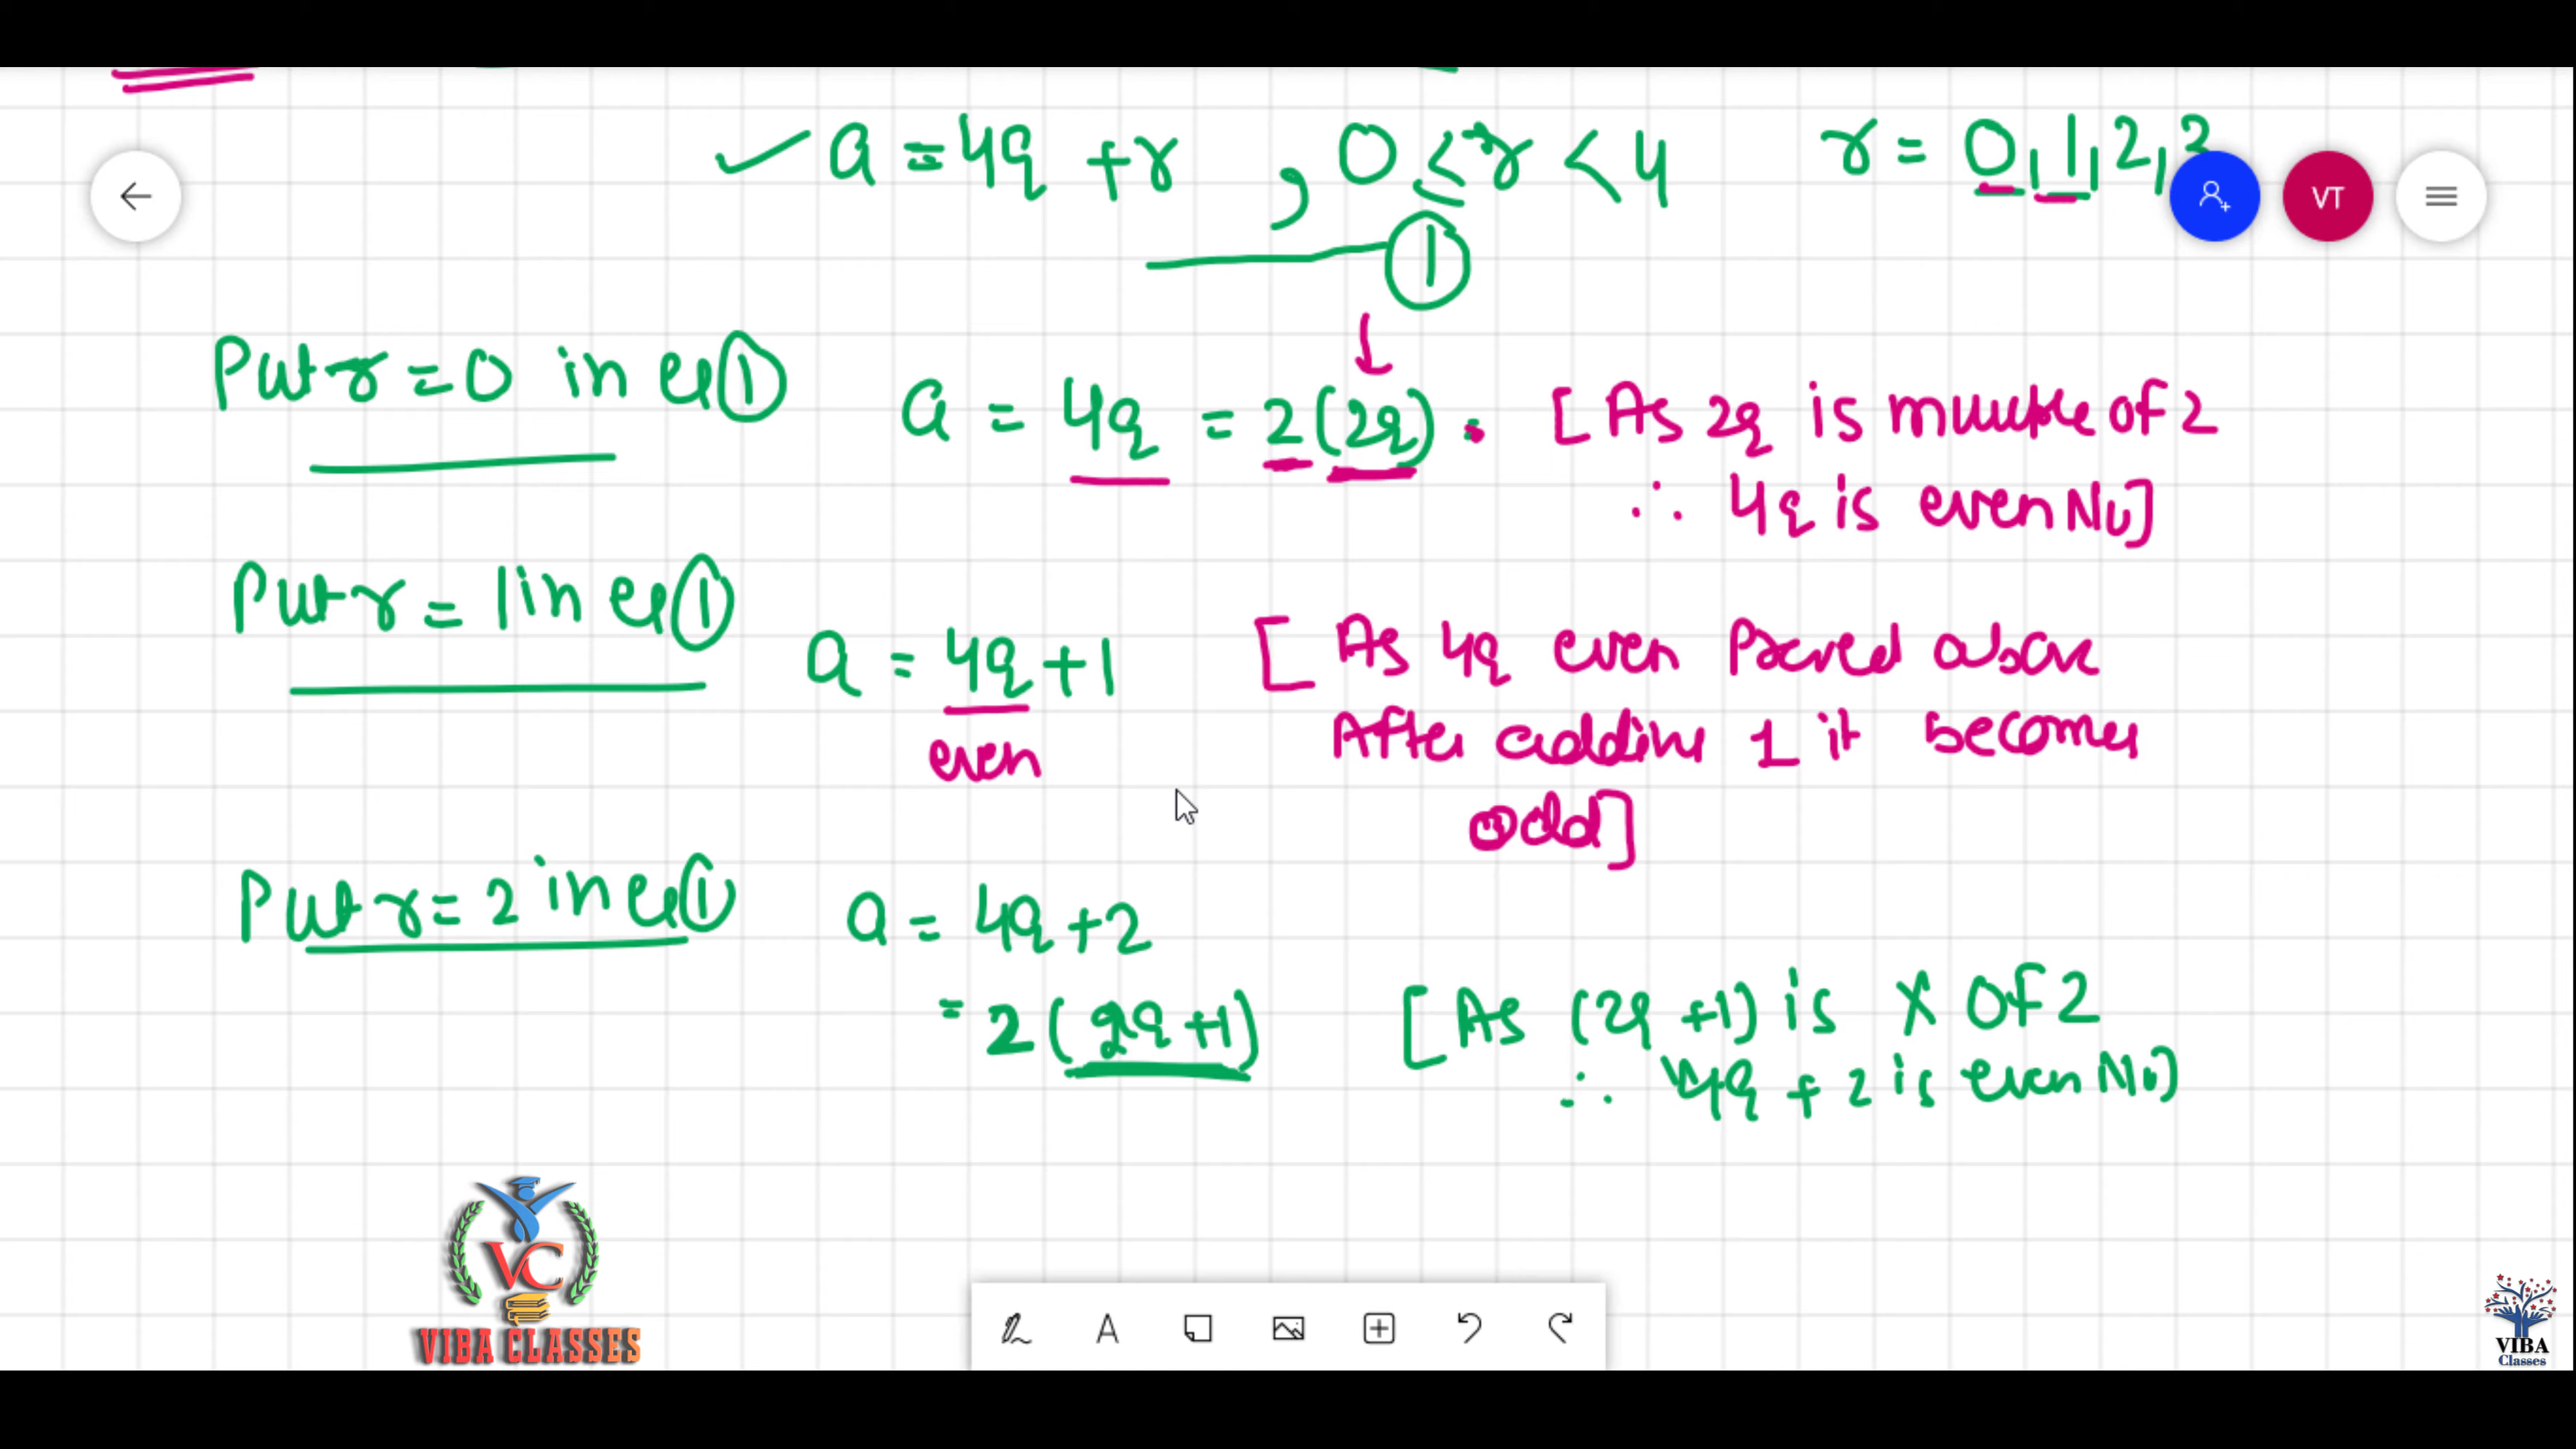 a = 4q + r , 0 ≤ r < 4 r = 0, 1, 2, 3
①
Put r = 0 in eq ① a = 4q = 2(2q) . [ As 2q is multiple of 2
∴ 4q is even No]
Put r = 1 in eq ①
a = 4q + 1 [ As 4q even Proved above
even After adding 1 it becomes
odd]
Put r = 2 in eq ① a = 4q + 2
= 2 (2q + 1) [As (2q + 1) is X of 2
∴ 4q + 2 is even No]
VT
A
VC
VIBA CLASSES
VIBA
Classes